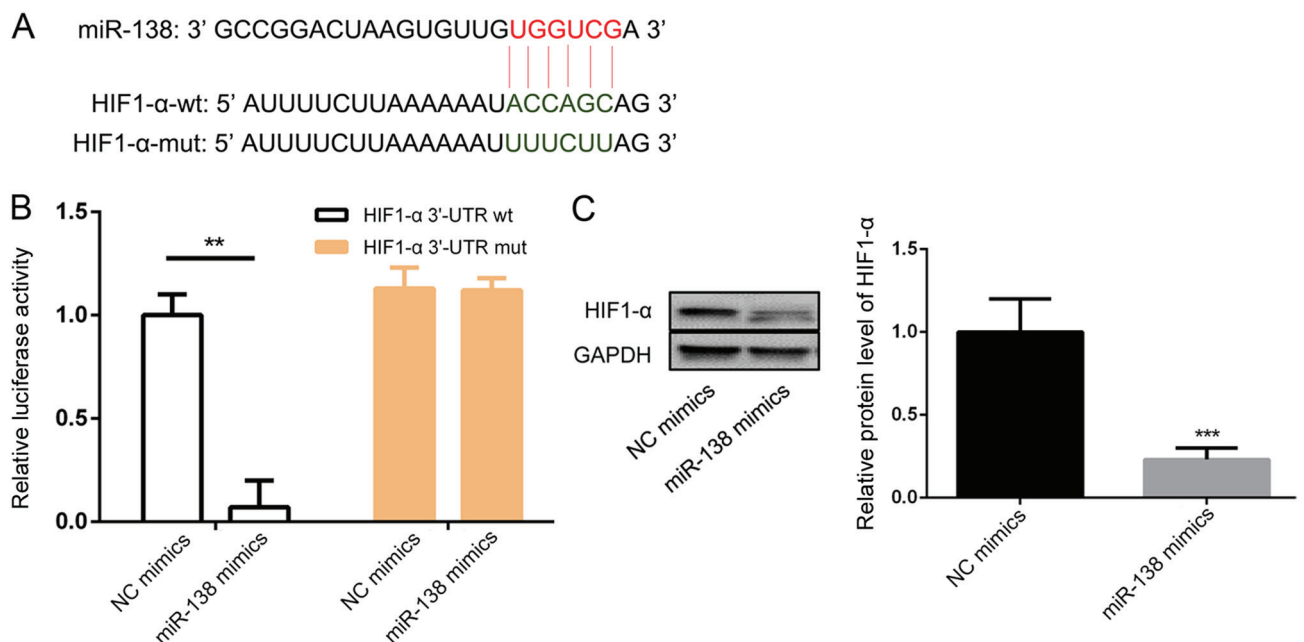 A
miR-138: 3’ GCCGGACUAAGUGUUGUGGUCGA 3’
HIF1-α-wt: 5’ AUUUUCUUAAAAAAUACCAGCAG 3’
HIF1-α-mut: 5’ AUUUUCUUAAAAAAUUUUCUUAG 3’
B
Relative luciferase activity
1.5
1.0
0.5
0.0
**
HIF1-α 3'-UTR wt
HIF1-α 3'-UTR mut
NC mimics
miR-138 mimics
NC mimics
miR-138 mimics
C
HIF1-α
GAPDH
NC mimics
miR-138 mimics
Relative protein level of HIF1-α
1.5
1.0
0.5
0.0
***
NC mimics
miR-138 mimics